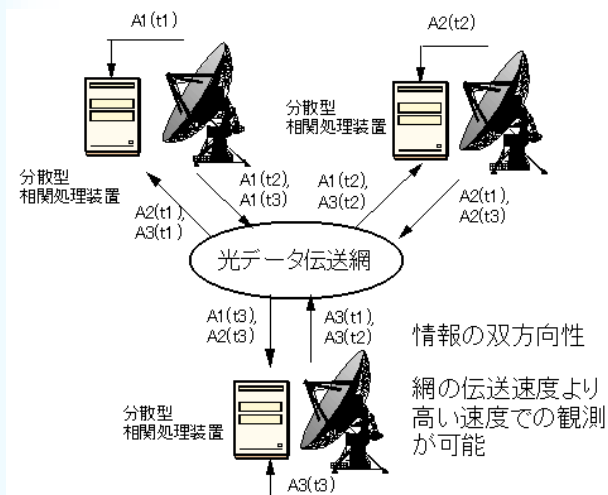 A1(t1)
A2(t2)
分散型
相関処理装置
分散型
相関処理装置
A1(t2),
A1(t3)
A1(t2),
A3(t2)
A2(t1),
A2(t3)
A2(t1),
A3(t1)
光データ伝送網
A1(t3),
A2(t3)
A3(t1),
A3(t2)
情報の双方向性
網の伝送速度より
高い速度での観測
が可能
分散型
相関処理装置
A3(t3)